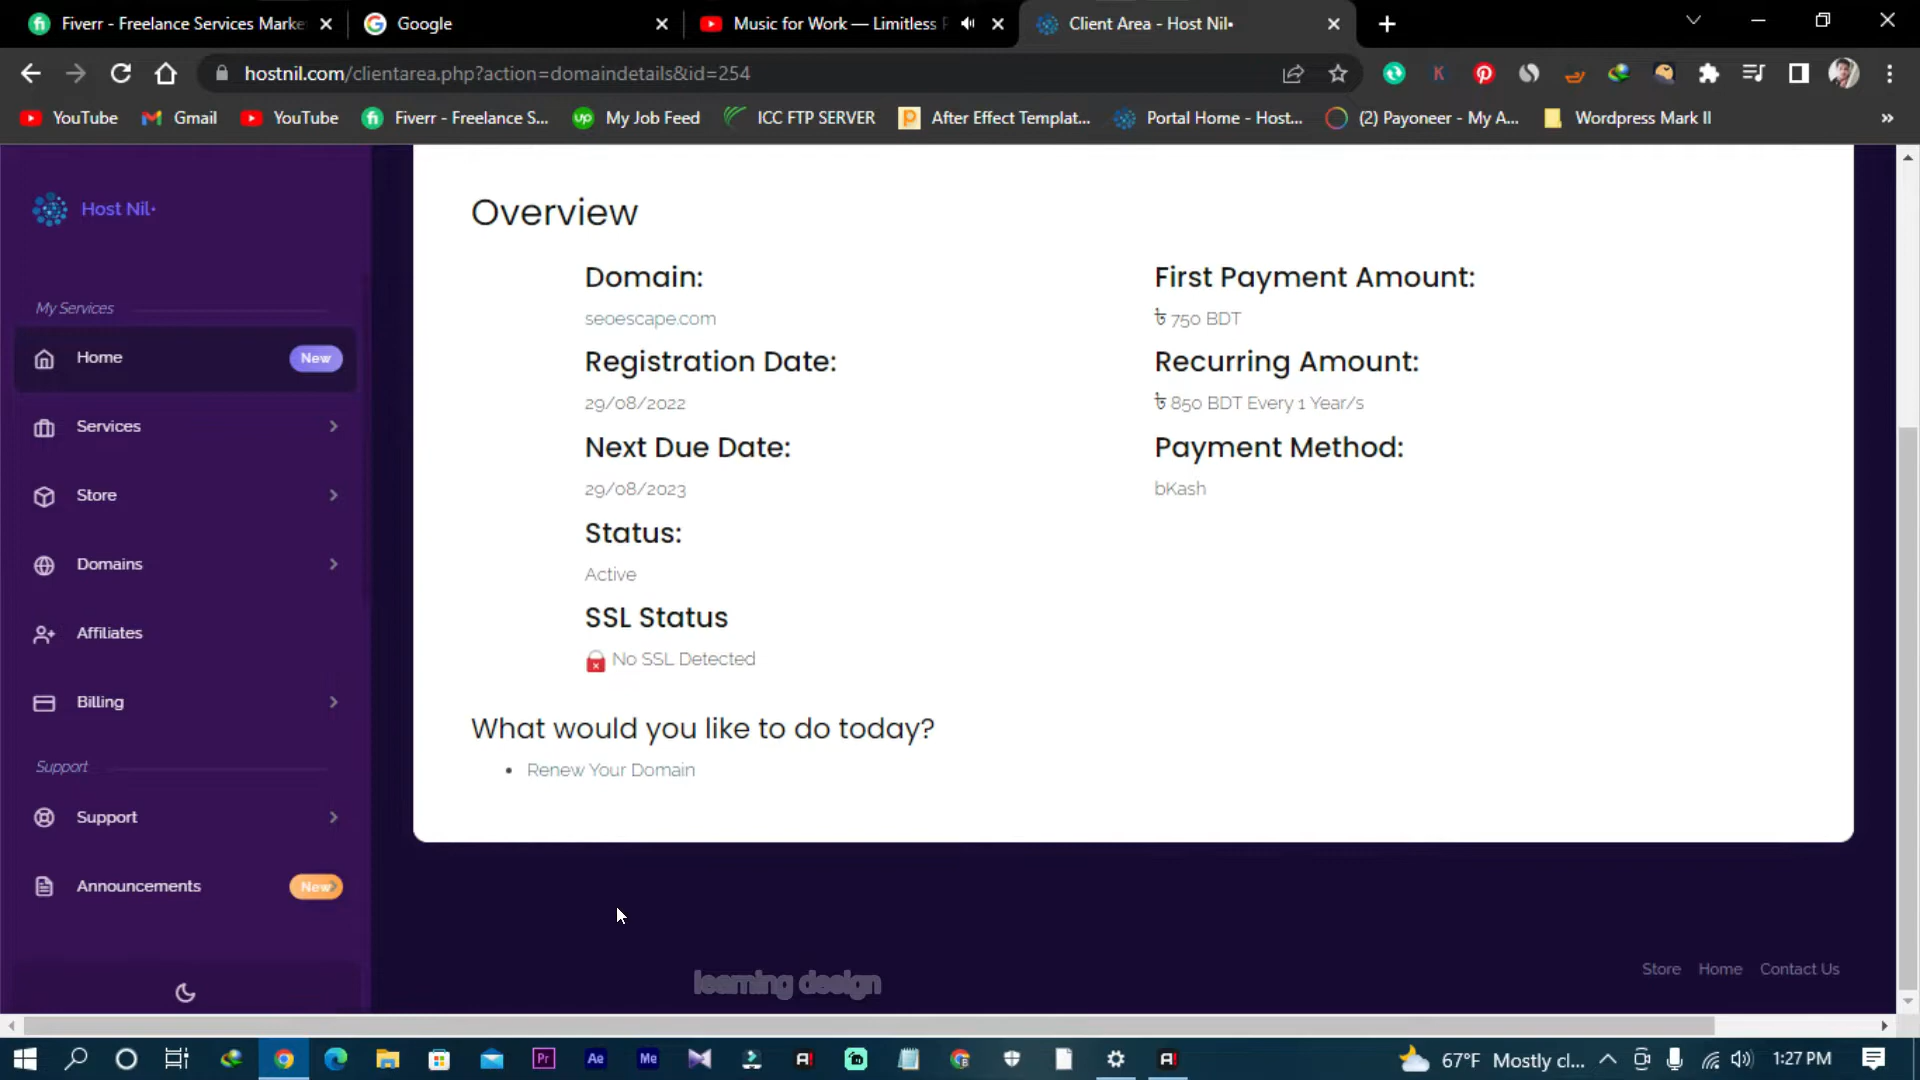 Fiverr - Freelance Services Marke
Google
Music for Work — Limitless P
Client Area - Host Nil•
hostnil.com/clientarea.php?action=domaindetails&id=254
YouTube
Gmail
YouTube
Fiverr - Freelance S...
up
My Job Feed
ICC FTP SERVER
After Effect Templat...
Portal Home - Host...
(2) Payoneer - My A...
Wordpress Mark II
»
Host Nil•
My Services
Home
New
Services
Store
Domains
Affiliates
Billing
Support
Support
Announcements
New
Overview
Domain:
seoescape.com
Registration Date:
29/08/2022
Next Due Date:
29/08/2023
Status:
Active
SSL Status
No SSL Detected
First Payment Amount:
৳ 750 BDT
Recurring Amount:
৳ 850 BDT Every 1 Year/s
Payment Method:
bKash
What would you like to do today?
• Renew Your Domain
learning design
Store Home Contact Us
Pr
Ae
Me
67°F Mostly cl...
1:27 PM